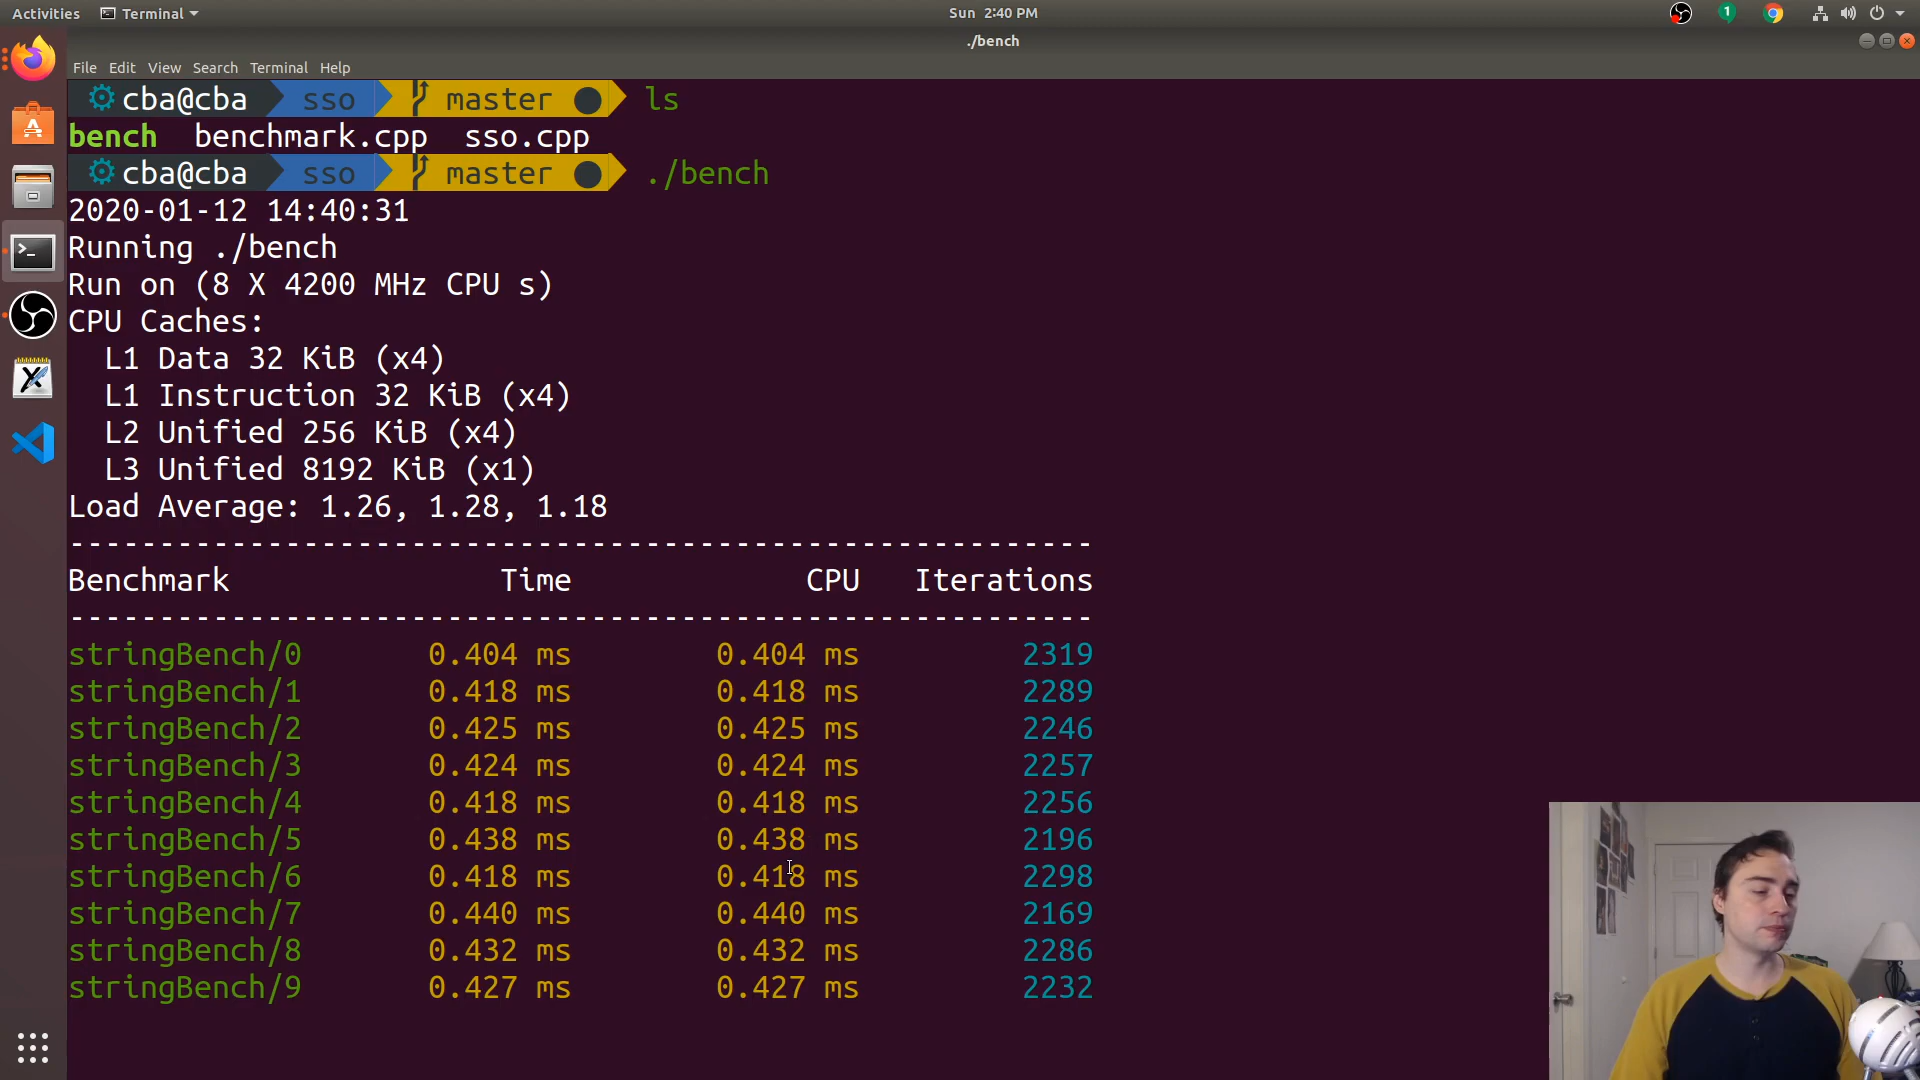 Activities Terminal Sun 2:40 PM 1
./bench
File Edit View Search Terminal Help
cba@cba sso master ls
bench benchmark.cpp sso.cpp
cba@cba sso master ./bench
2020-01-12 14:40:31
Running ./bench
Run on (8 X 4200 MHz CPU s)
CPU Caches:
L1 Data 32 KiB (x4)
L1 Instruction 32 KiB (x4)
L2 Unified 256 KiB (x4)
L3 Unified 8192 KiB (x1)
Load Average: 1.26, 1.28, 1.18
---------------------------------------------------------
Benchmark Time CPU Iterations
---------------------------------------------------------
stringBench/0 0.404 ms 0.404 ms 2319
stringBench/1 0.418 ms 0.418 ms 2289
stringBench/2 0.425 ms 0.425 ms 2246
stringBench/3 0.424 ms 0.424 ms 2257
stringBench/4 0.418 ms 0.418 ms 2256
stringBench/5 0.438 ms 0.438 ms 2196
stringBench/6 0.418 ms 0.418 ms 2298
stringBench/7 0.440 ms 0.440 ms 2169
stringBench/8 0.432 ms 0.432 ms 2286
stringBench/9 0.427 ms 0.427 ms 2232